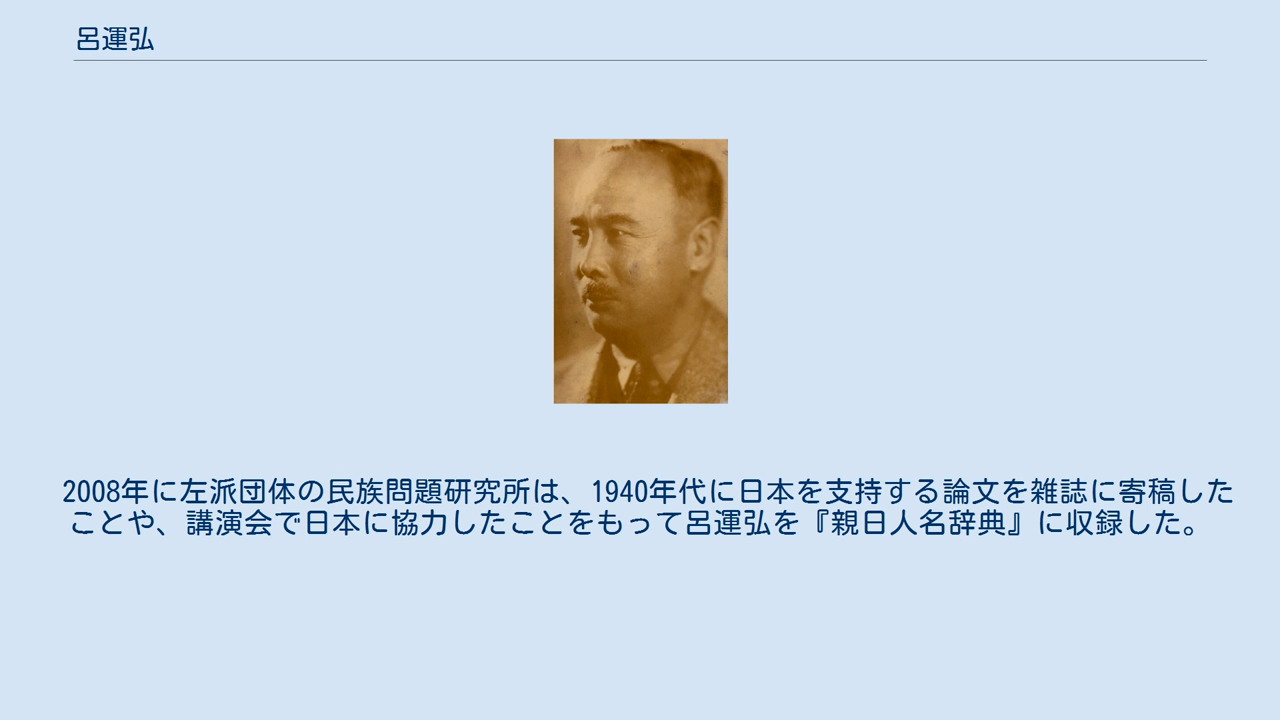 呂運弘
2008年に左派団体の民族問題研究所は、1940年代に日本を支持する論文を雑誌に寄稿した
ことや、講演会で日本に協力したことをもって呂運弘を『親日人名辞典』に収録した。